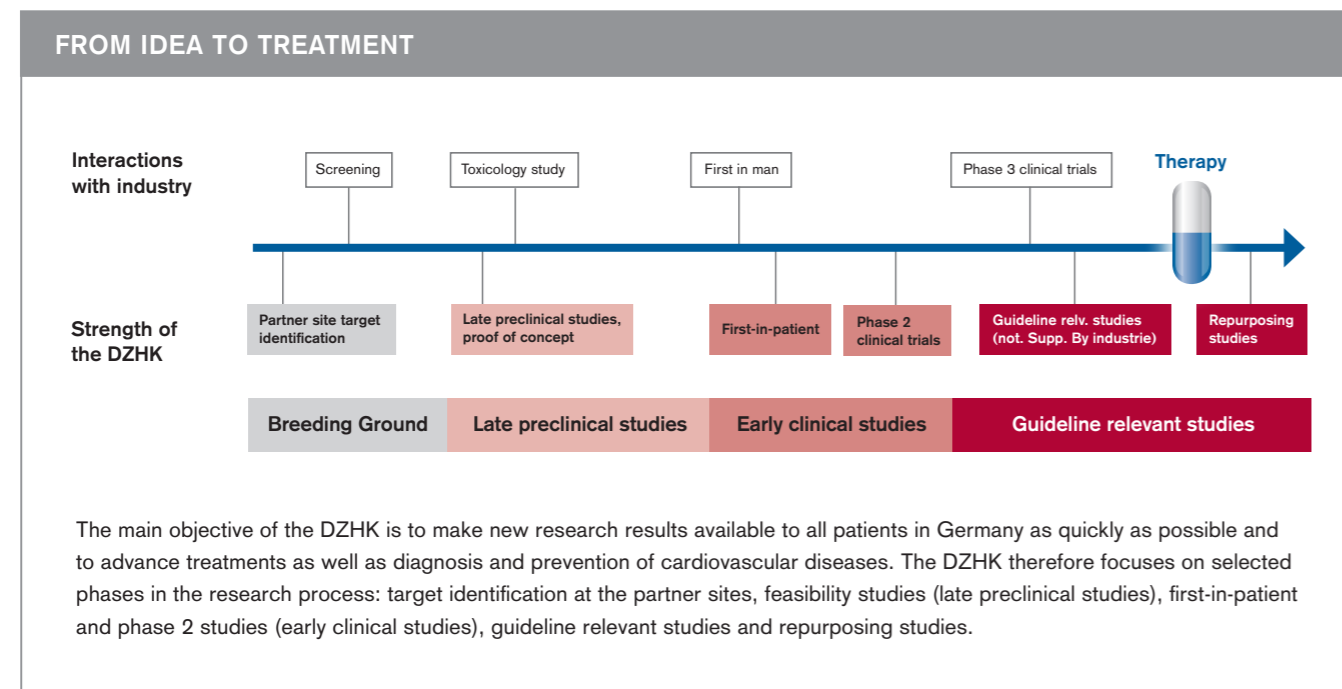 FROM IDEA TO TREATMENT
Interactions
with industry
Screening
Toxicology study
First in man
Phase 3 clinical trials
Therapy
Strength of
the DZHK
Partner site target
identification
Late preclinical studies,
proof of concept
First-in-patient
Phase 2
clinical trials
Guideline relv. studies
(not. Supp. By industrie)
Repurposing
studies
Breeding Ground
Late preclinical studies
Early clinical studies
Guideline relevant studies
The main objective of the DZHK is to make new research results available to all patients in Germany as quickly as possible and
to advance treatments as well as diagnosis and prevention of cardiovascular diseases. The DZHK therefore focuses on selected
phases in the research process: target identification at the partner sites, feasibility studies (late preclinical studies), first-in-patient
and phase 2 studies (early clinical studies), guideline relevant studies and repurposing studies.